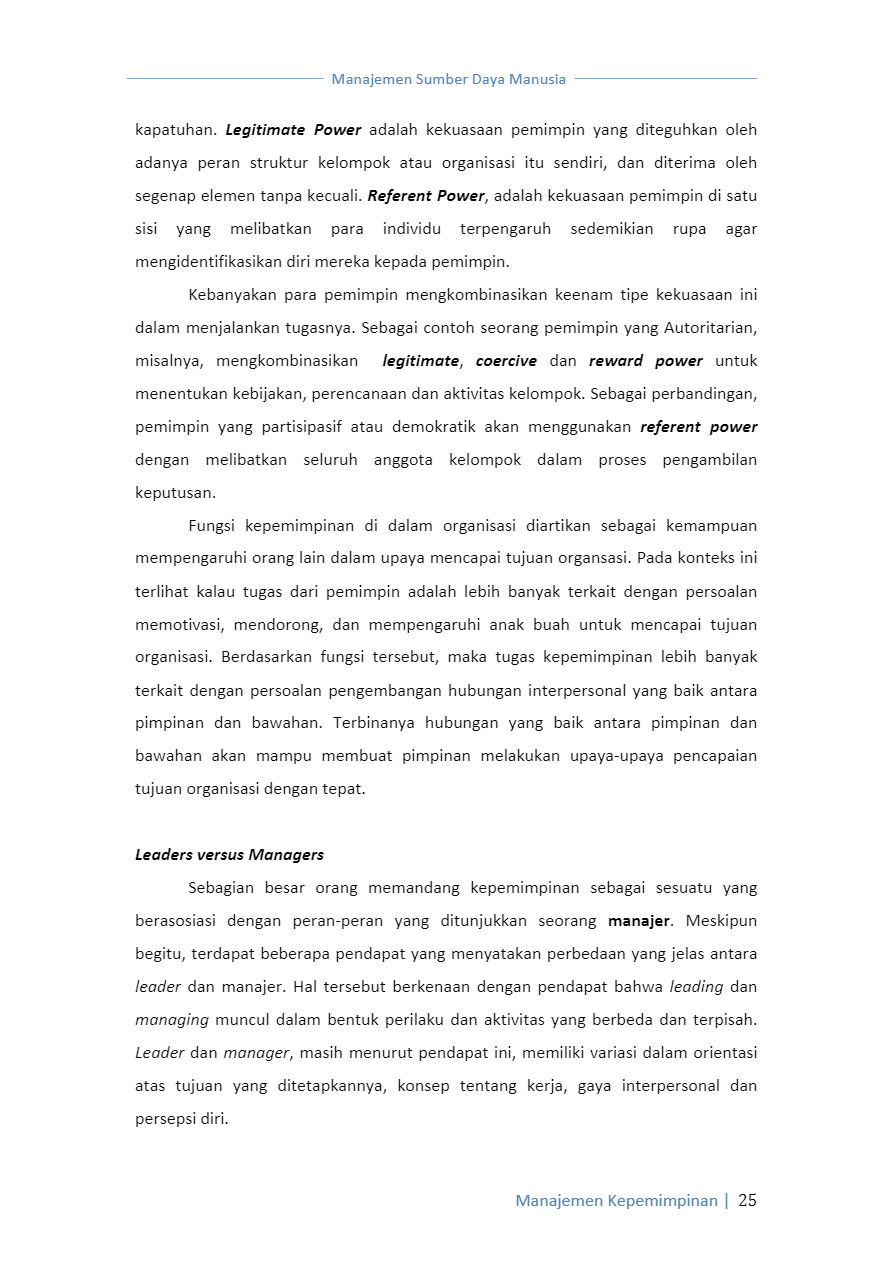 Manajemen Sumber Daya Manusia
kapatuhan. Legitimate Power adalah kekuasaan pemimpin yang diteguhkan oleh
adanya peran struktur kelompok atau organisasi itu sendiri, dan diterima oleh
segenap elemen tanpa kecuali. Referent Power, adalah kekuasaan pemimpin di satu
sisi yang melibatkan para individu terpengaruh sedemikian rupa agar
mengidentifikasikan diri mereka kepada pemimpin.
Kebanyakan para pemimpin mengkombinasikan keenam tipe kekuasaan ini
dalam menjalankan tugasnya. Sebagai contoh seorang pemimpin yang Autoritarian,
misalnya, mengkombinasikan legitimate, coercive dan reward power untuk
menentukan kebijakan, perencanaan dan aktivitas kelompok. Sebagai perbandingan,
pemimpin yang partisipasif atau demokratik akan menggunakan referent power
dengan melibatkan seluruh anggota kelompok dalam proses pengambilan
keputusan.
Fungsi kepemimpinan di dalam organisasi diartikan sebagai kemampuan
mempengaruhi orang lain dalam upaya mencapai tujuan organsasi. Pada konteks ini
terlihat kalau tugas dari pemimpin adalah lebih banyak terkait dengan persoalan
memotivasi, mendorong, dan mempengaruhi anak buah untuk mencapai tujuan
organisasi. Berdasarkan fungsi tersebut, maka tugas kepemimpinan lebih banyak
terkait dengan persoalan pengembangan hubungan interpersonal yang baik antara
pimpinan dan bawahan. Terbinanya hubungan yang baik antara pimpinan dan
bawahan akan mampu membuat pimpinan melakukan upaya-upaya pencapaian
tujuan organisasi dengan tepat.
Leaders versus Managers
Sebagian besar orang memandang kepemimpinan sebagai sesuatu yang
berasosiasi dengan peran-peran yang ditunjukkan seorang manajer. Meskipun
begitu, terdapat beberapa pendapat yang menyatakan perbedaan yang jelas antara
leader dan manajer. Hal tersebut berkenaan dengan pendapat bahwa leading dan
managing muncul dalam bentuk perilaku dan aktivitas yang berbeda dan terpisah.
Leader dan manager, masih menurut pendapat ini, memiliki variasi dalam orientasi
atas tujuan yang ditetapkannya, konsep tentang kerja, gaya interpersonal dan
persepsi diri.
Manajemen Kepemimpinan | 25